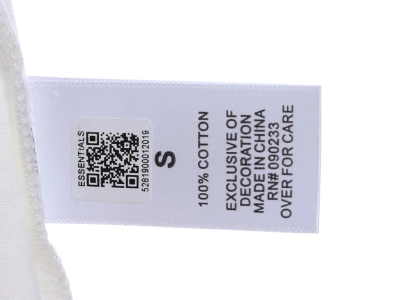 ESSENTIALS
5281900012019
S
100% COTTON
EXCLUSIVE OF
DECORATION
MADE IN CHINA
RN# 090233
OVER FOR CARE